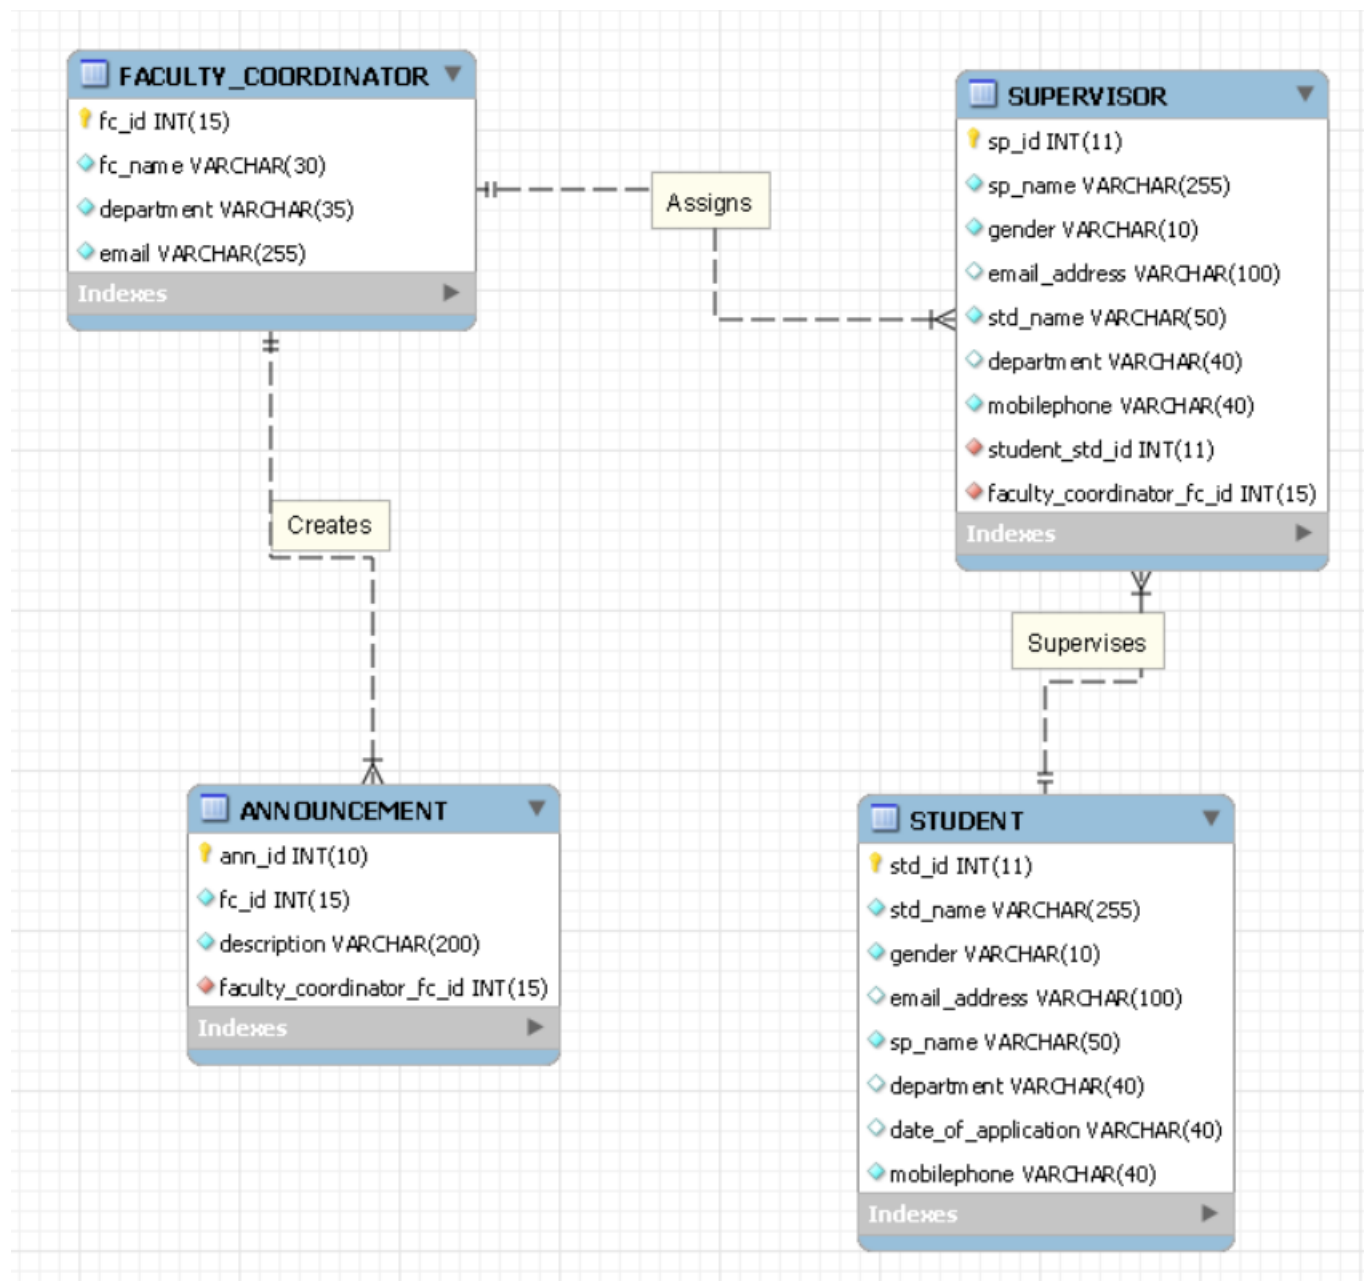 FACULTY_COORDINATOR
fc_id INT(15)
fc_name VARCHAR(30)
department VARCHAR(35)
email VARCHAR(255)
Indexes
Assigns
SUPERVISOR
sp_id INT(11)
sp_name VARCHAR(255)
gender VARCHAR(10)
email_address VARCHAR(100)
std_name VARCHAR(50)
department VARCHAR(40)
mobilephone VARCHAR(40)
student_std_id INT(11)
faculty_coordinator_fc_id INT(15)
Indexes
Creates
Supervises
ANNOUNCEMENT
ann_id INT(10)
fc_id INT(15)
description VARCHAR(200)
faculty_coordinator_fc_id INT(15)
Indexes
STUDENT
std_id INT(11)
std_name VARCHAR(255)
gender VARCHAR(10)
email_address VARCHAR(100)
sp_name VARCHAR(50)
department VARCHAR(40)
date_of_application VARCHAR(40)
mobilephone VARCHAR(40)
Indexes